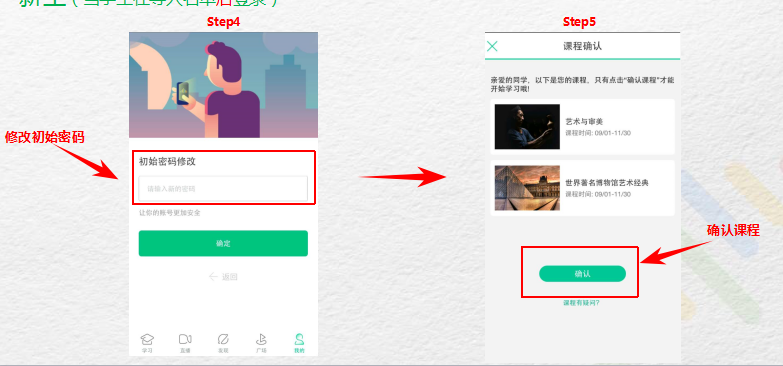 新生（当学生在导入名单后登录）
Step4
Step5
修改初始密码
初始密码修改
请输入新的密码
让你的账号更加安全
确定
返回
学习
直播
发现
广场
我的
课程确认
亲爱的同学，以下是您的课程，只有点击“确认课程”才能
开始学习哦!
艺术与审美
课程时间: 09/01-11/30
世界著名博物馆艺术经典
课程时间: 09/01-11/30
确认课程
确认
课程有疑问?